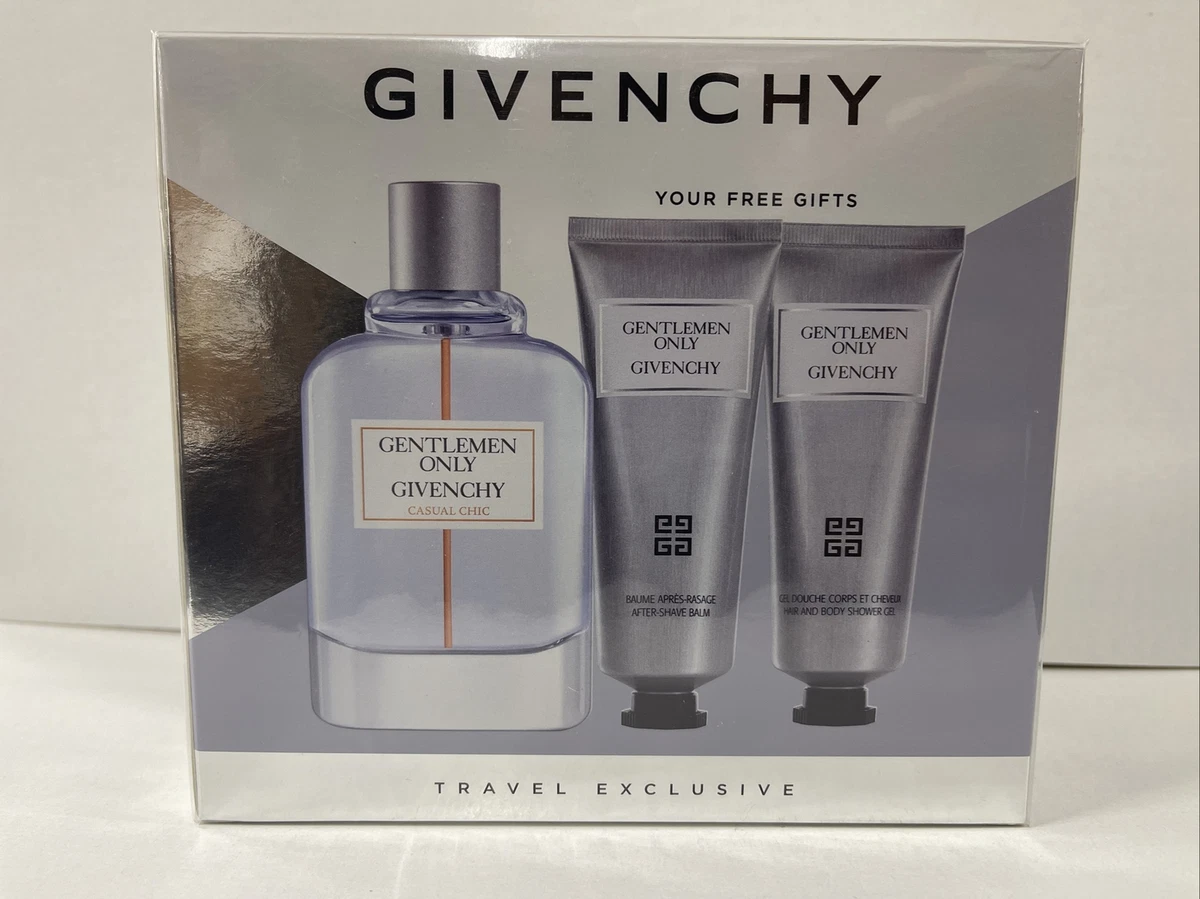 GIVENCHY
YOUR FREE GIFTS
GENTLEMEN
ONLY
GIVENCHY
CASUAL CHIC
GENTLEMEN
ONLY
GIVENCHY
BAUME APRÈS-RASAGE
AFTER-SHAVE BALM
GENTLEMEN
ONLY
GIVENCHY
GEL DOUCHE CORPS ET CHEVEUX
HAIR AND BODY SHOWER GEL
TRAVEL EXCLUSIVE